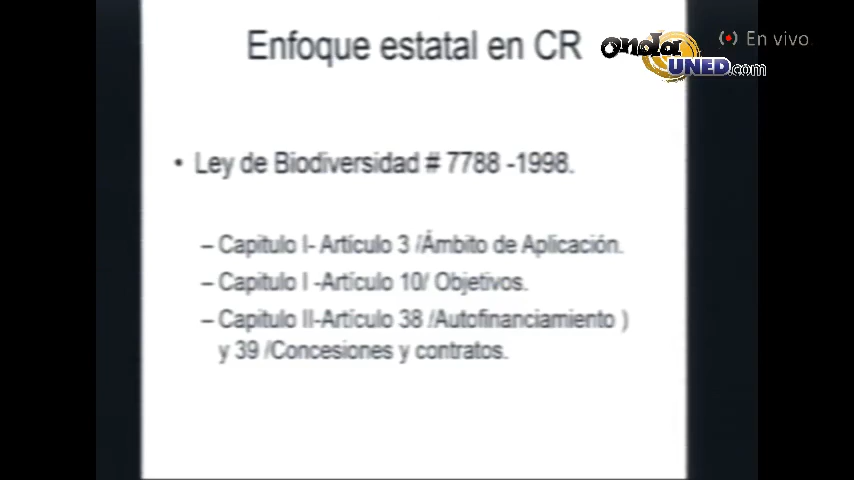 Enfoque estatal en CR
onda UNED.com
En vivo
• Ley de Biodiversidad # 7788 -1998.
– Capitulo I- Artículo 3 /Ámbito de Aplicación.
– Capitulo I -Artículo 10/ Objetivos.
– Capitulo II-Artículo 38 /Autofinanciamiento )
y 39 /Concesiones y contratos.